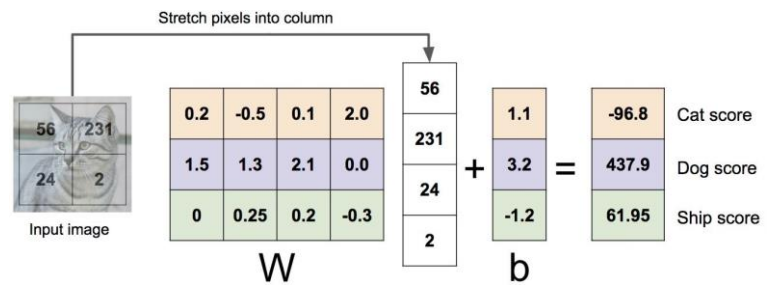 Stretch pixels into column
56 231
24 2
Input image
0.2 -0.5 0.1 2.0
1.5 1.3 2.1 0.0
0 0.25 0.2 -0.3
W
56
231
24
2
+
1.1
3.2
-1.2
b
=
-96.8 Cat score
437.9 Dog score
61.95 Ship score